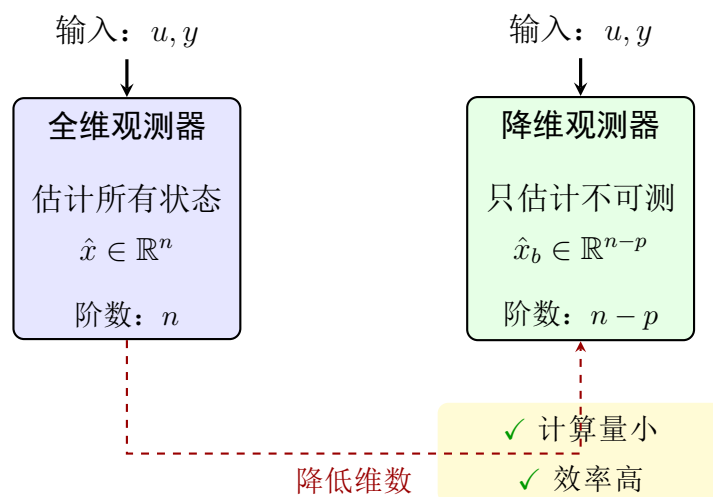 输入：u, y
全维观测器
估计所有状态
x̂ ∈ ℝⁿ
阶数：n
输入：u, y
降维观测器
只估计不可测
x̂_b ∈ ℝⁿ⁻ᵖ
阶数：n − p
降低维数
✓ 计算量小
✓ 效率高